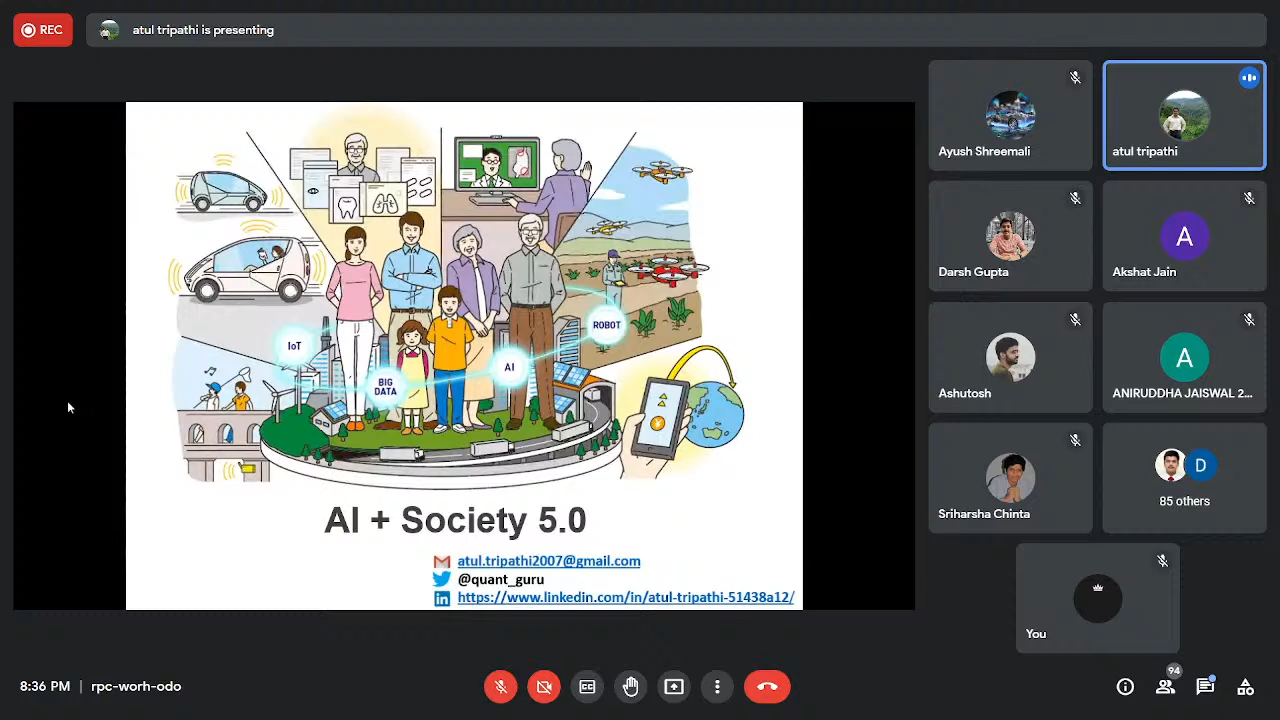 REC
atul tripathi is presenting
Ayush Shreemali
atul tripathi
Darsh Gupta
A
Akshat Jain
Ashutosh
A
ANIRUDDHA JAISWAL 2...
Sriharsha Chinta
D
85 others
You
IoT
BIG
DATA
AI
ROBOT
AI + Society 5.0
atul.tripathi2007@gmail.com
@quant_guru
https://www.linkedin.com/in/atul-tripathi-51438a12/
8:36 PM | rpc-worh-odo
94